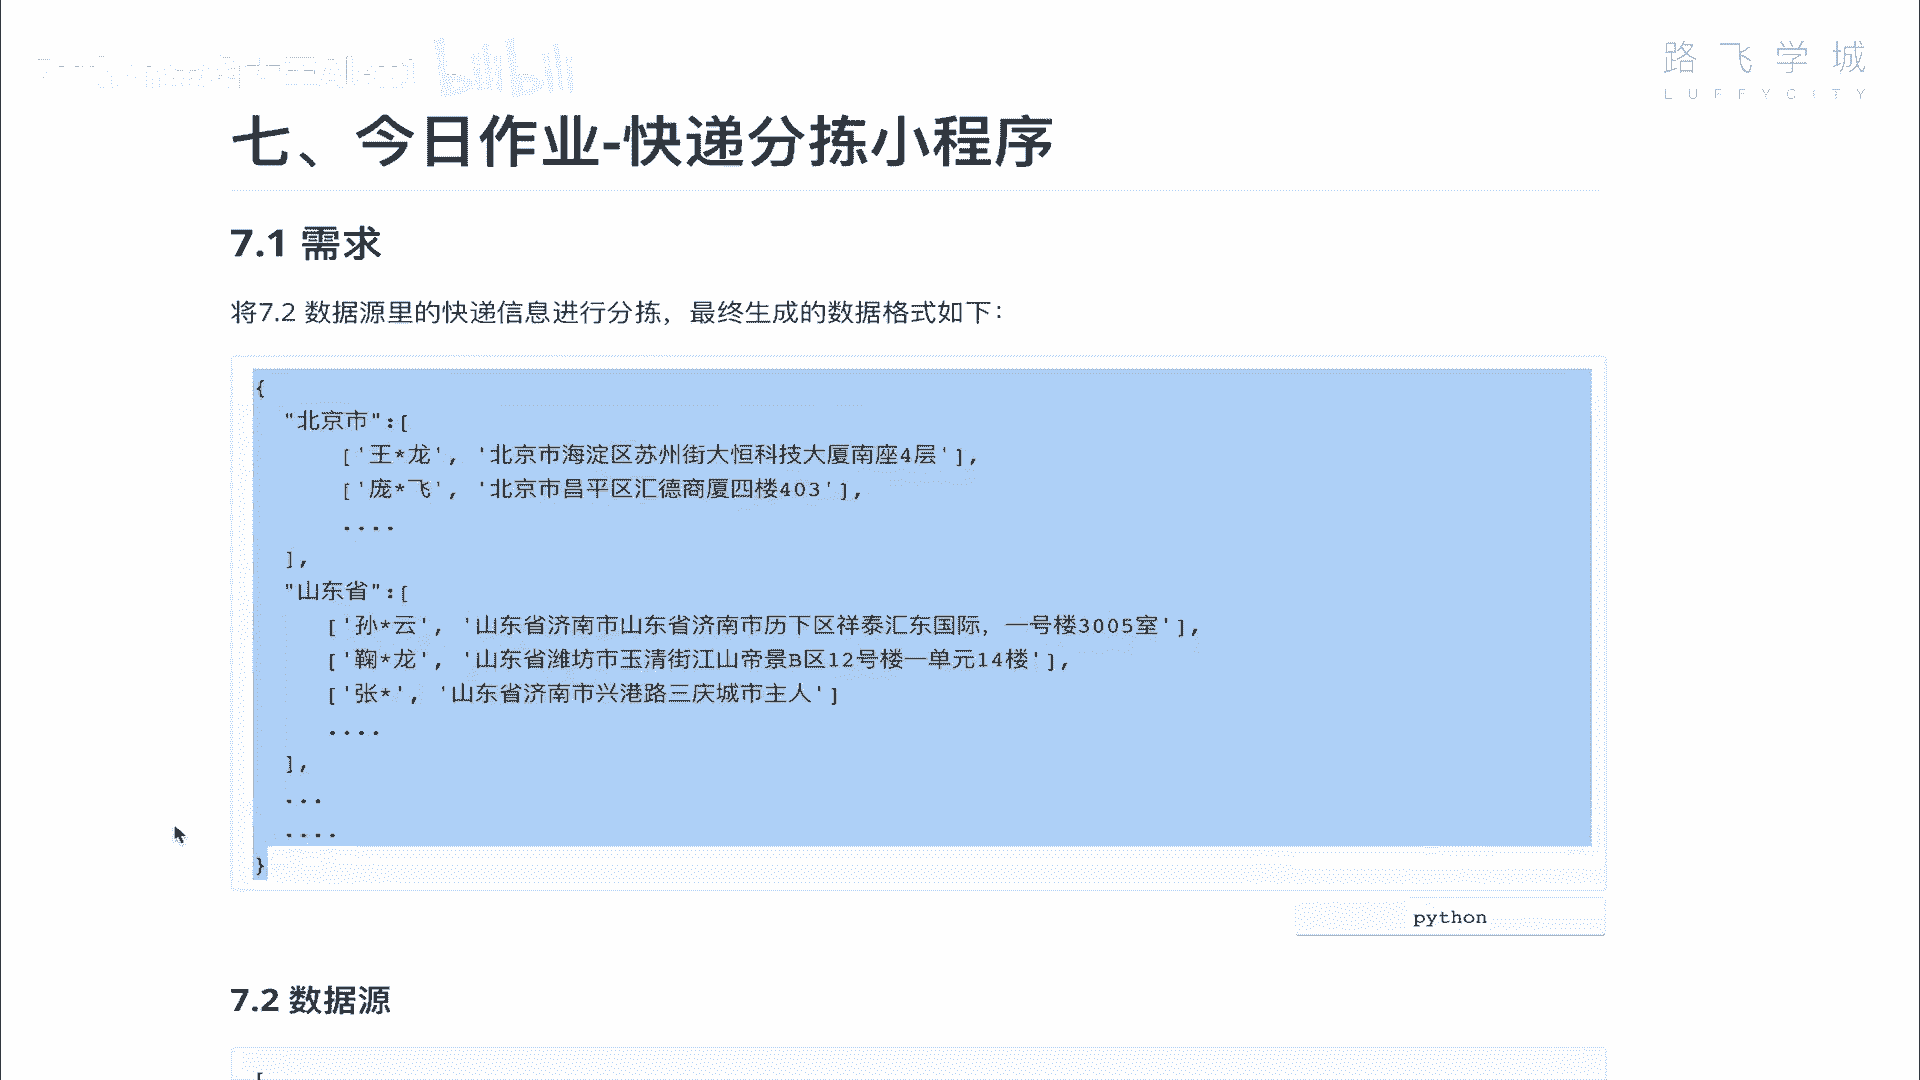 路飞学城
LUFFYCITY
七、今日作业-快递分拣小程序
7.1 需求
将7.2 数据源里的快递信息进行分拣，最终生成的数据格式如下：
{
"北京市":[
['王*龙', '北京市海淀区苏州街大恒科技大厦南座4层'],
['庞*飞', '北京市昌平区汇德商厦四楼403'],
....
],
"山东省":[
['孙*云', '山东省济南市山东省济南市历下区祥泰汇东国际，一号楼3005室'],
['鞠*龙', '山东省潍坊市玉清街江山帝景B区12号楼一单元14楼'],
['张*', '山东省济南市兴港路三庆城市主人']
....
],
...
....
}
python
7.2 数据源
[